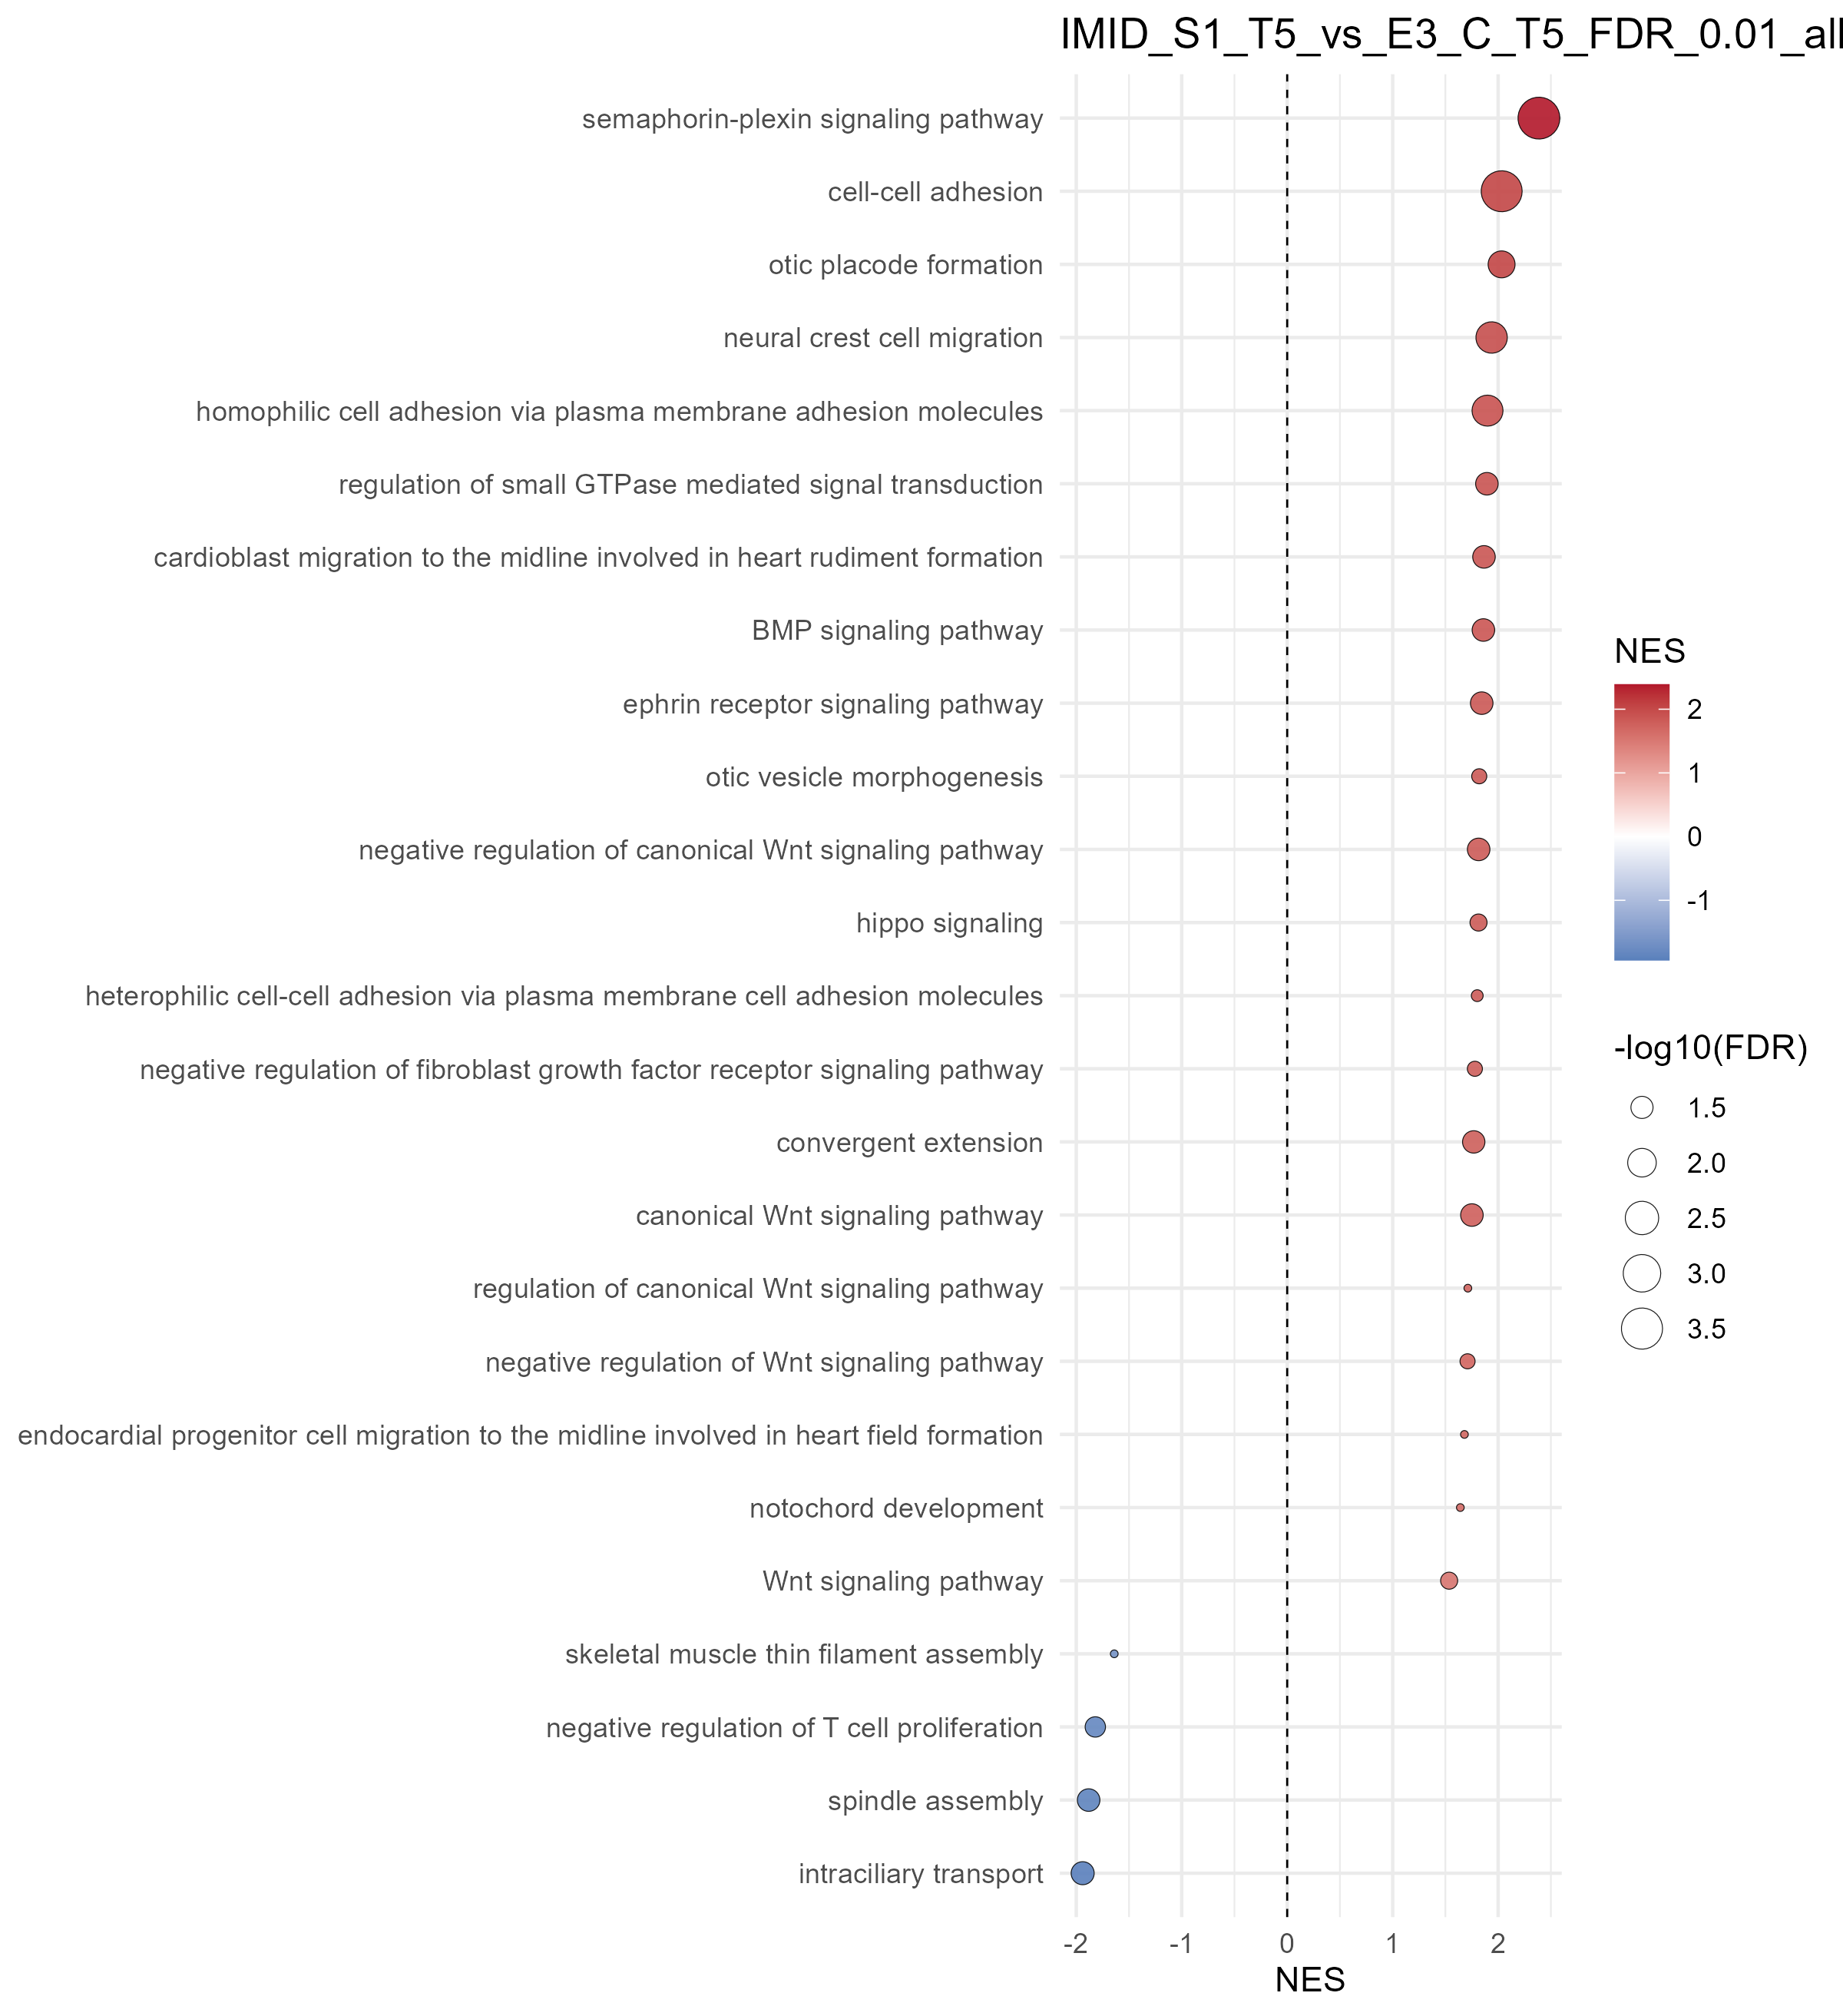 IMID_S1_T5_vs_E3_C_T5_FDR_0.01_all
semaphorin-plexin signaling pathway
cell-cell adhesion
otic placode formation
neural crest cell migration
homophilic cell adhesion via plasma membrane adhesion molecules
regulation of small GTPase mediated signal transduction
cardioblast migration to the midline involved in heart rudiment formation
BMP signaling pathway
ephrin receptor signaling pathway
otic vesicle morphogenesis
negative regulation of canonical Wnt signaling pathway
hippo signaling
heterophilic cell-cell adhesion via plasma membrane cell adhesion molecules
negative regulation of fibroblast growth factor receptor signaling pathway
convergent extension
canonical Wnt signaling pathway
regulation of canonical Wnt signaling pathway
negative regulation of Wnt signaling pathway
endocardial progenitor cell migration to the midline involved in heart field formation
notochord development
Wnt signaling pathway
skeletal muscle thin filament assembly
negative regulation of T cell proliferation
spindle assembly
intraciliary transport
-2 -1 0 1 2
NES
NES
2
1
0
-1
-log10(FDR)
1.5
2.0
2.5
3.0
3.5